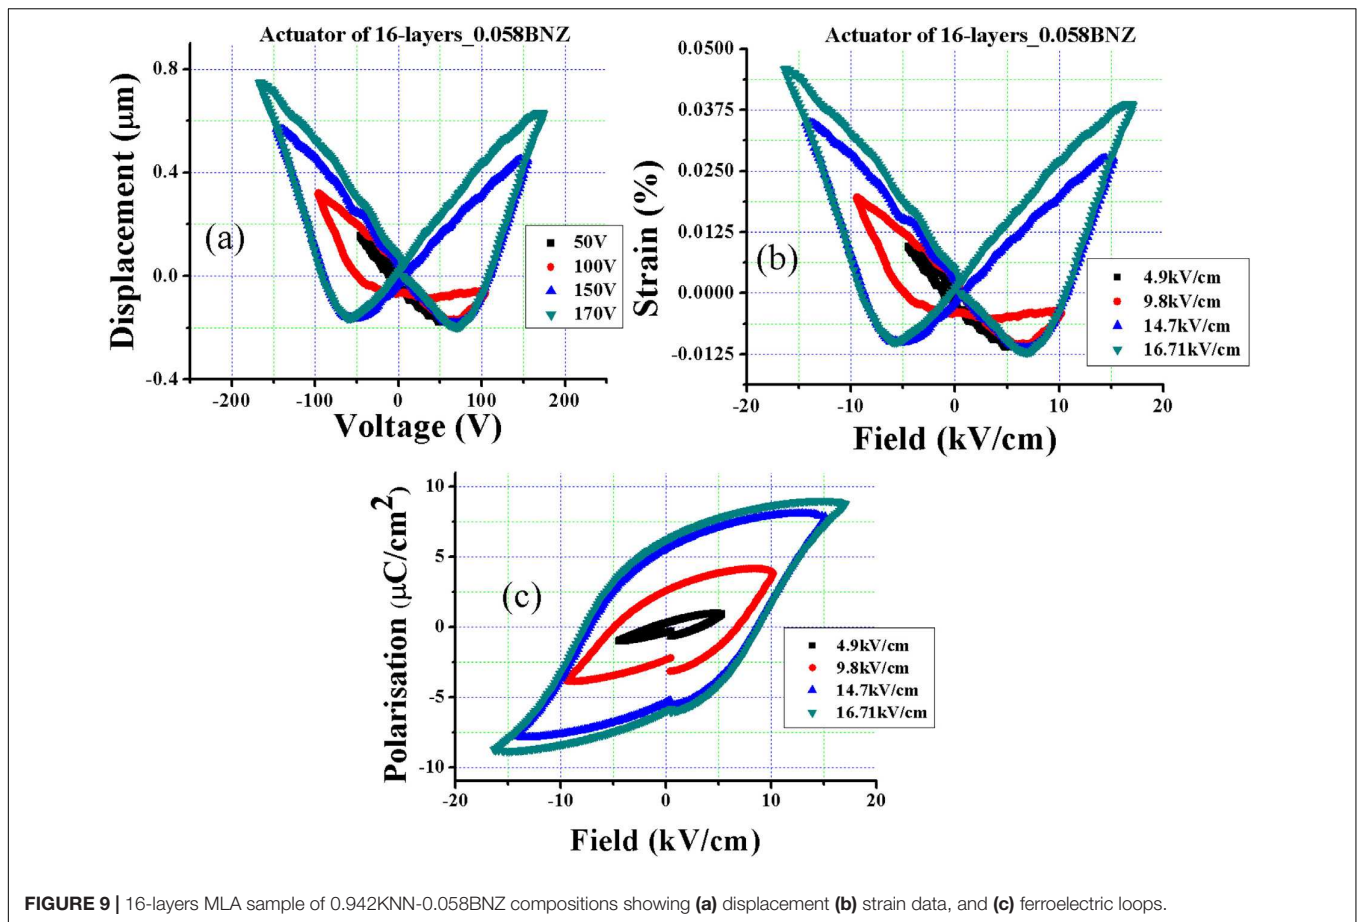 Actuator of 16-layers_0.058BNZ
Displacement (μm)
0.8
0.4
0.0
-0.4
(a)
50V
100V
150V
170V
-200
-100
0
100
200
Voltage (V)
Actuator of 16-layers_0.058BNZ
Strain (%)
0.0500
0.0375
0.0250
0.0125
0.0000
-0.0125
(b)
4.9kV/cm
9.8kV/cm
14.7kV/cm
16.71kV/cm
-20
-10
0
10
20
Field (kV/cm)
Polarisation (μC/cm²)
10
5
0
-5
-10
(c)
4.9kV/cm
9.8kV/cm
14.7kV/cm
16.71kV/cm
-20
-10
0
10
20
Field (kV/cm)
FIGURE 9 | 16-layers MLA sample of 0.942KNN-0.058BNZ compositions showing (a) displacement (b) strain data, and (c) ferroelectric loops.